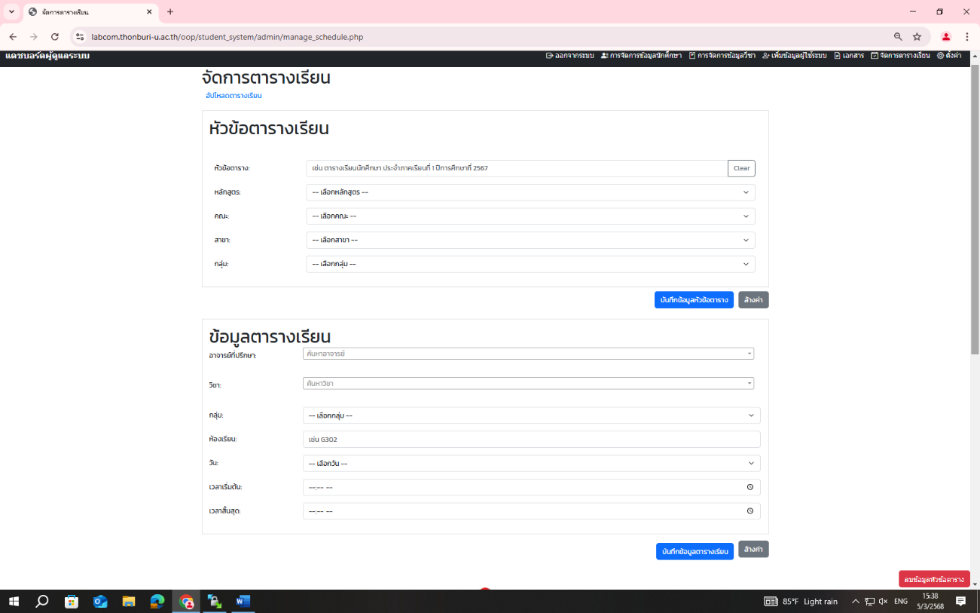 จัดการตารางเรียน
labcom.thonburi-u.ac.th/oop/student_system/admin/manage_schedule.php
แดชบอร์ดผู้ดูแลระบบ ออกจากระบบ การจัดการข้อมูลนักศึกษา การจัดการข้อมูลวิชา เพิ่มข้อมูลผู้ใช้ระบบ เอกสาร จัดการตารางเรียน ตั้งค่า
จัดการตารางเรียน
อัปโหลดตารางเรียน
หัวข้อตารางเรียน
หัวข้อตาราง: เช่น ตารางเรียนนักศึกษา ประจำภาคเรียนที่ 1 ปีการศึกษาที่ 2567 Clear
หลักสูตร: -- เลือกหลักสูตร --
คณะ: -- เลือกคณะ --
สาขา: -- เลือกสาขา --
กลุ่ม: -- เลือกกลุ่ม --
บันทึกข้อมูลหัวข้อตาราง ล้างค่า
ข้อมูลตารางเรียน
อาจารย์ที่ปรึกษา: ค้นหาอาจารย์
วิชา: ค้นหาวิชา
กลุ่ม: -- เลือกกลุ่ม --
ห้องเรียน: เช่น 6302
วัน: -- เลือกวัน --
เวลาเริ่มต้น: --:-- --
เวลาสิ้นสุด: --:-- --
บันทึกข้อมูลตารางเรียน ล้างค่า
ลบข้อมูลหัวข้อตาราง
85°F Light rain ENG 15:38
5/3/2568